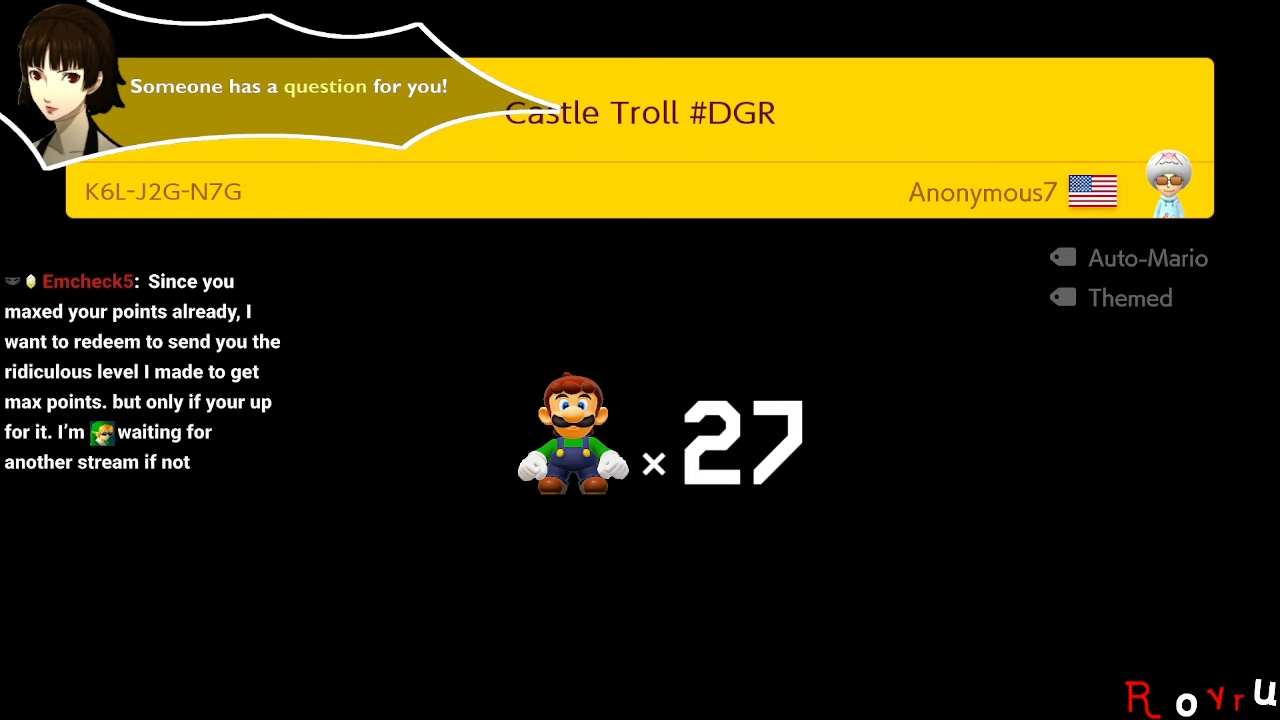 Someone has a question for you!
Castle Troll #DGR
K6L-J2G-N7G
Anonymous7
Auto-Mario
Themed
Emcheck5: Since you
maxed your points already, I
want to redeem to send you the
ridiculous level I made to get
max points. but only if your up
for it. I'm waiting for
another stream if not
x 27
R o y r u